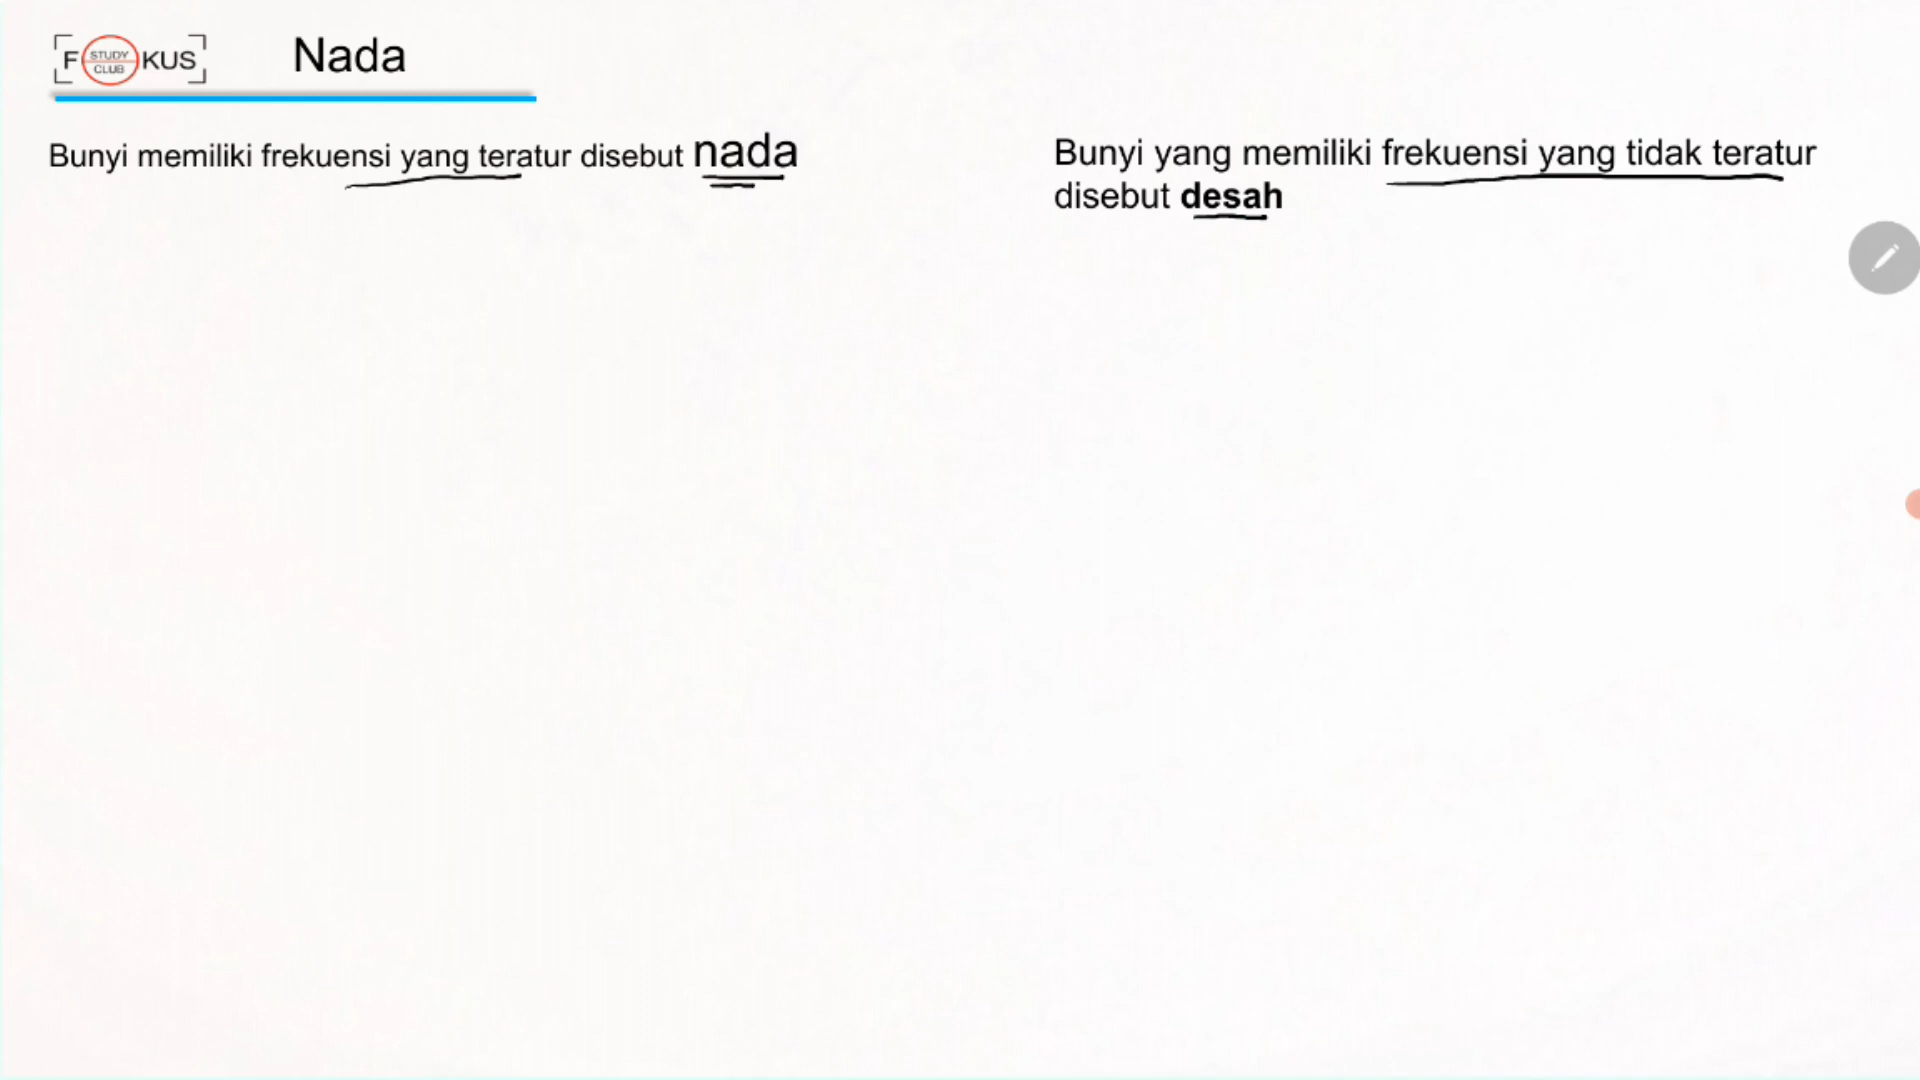 FOKUS
STUDY
CLUB
Nada
Bunyi memiliki frekuensi yang teratur disebut nada
Bunyi yang memiliki frekuensi yang tidak teratur
disebut desah